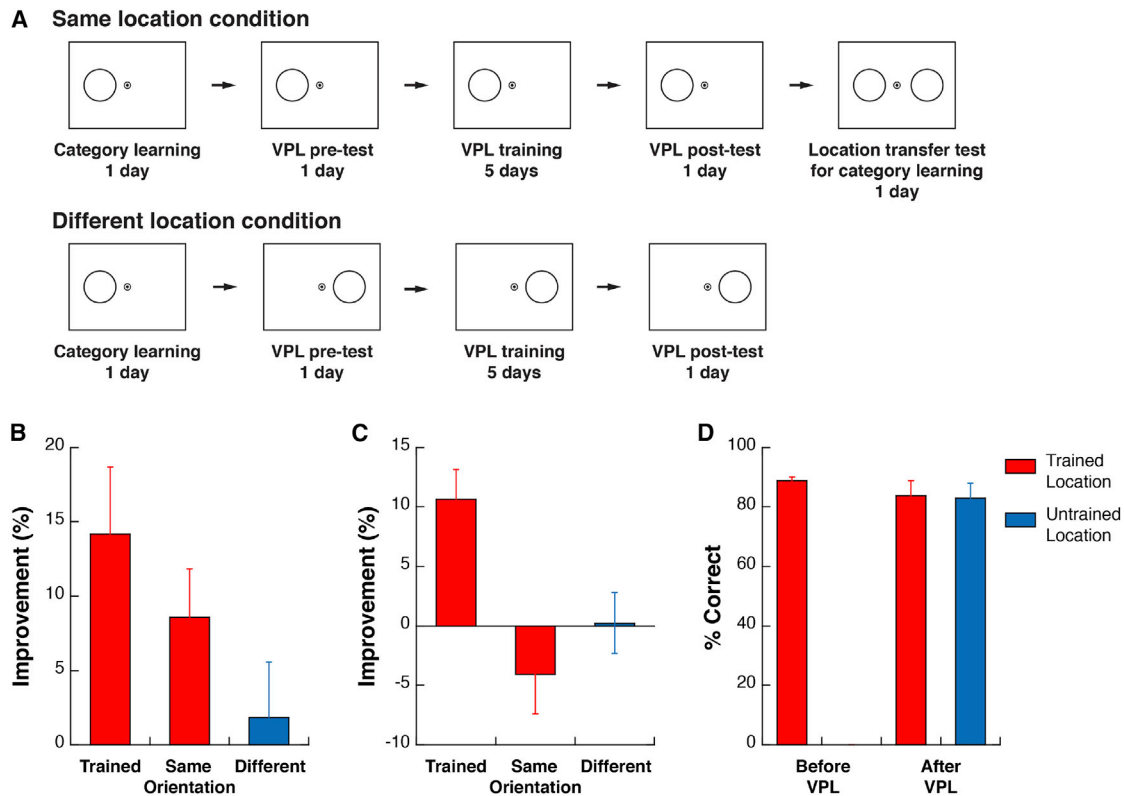 A
Same location condition
Category learning
1 day
VPL pre-test
1 day
VPL training
5 days
VPL post-test
1 day
Location transfer test
for category learning
1 day
Different location condition
Category learning
1 day
VPL pre-test
1 day
VPL training
5 days
VPL post-test
1 day
B
Improvement (%)
20
15
10
5
0
Trained
Same
Different
Orientation
C
Improvement (%)
15
10
5
0
-5
-10
Trained
Same
Different
Orientation
D
% Correct
100
80
60
40
20
0
Before
VPL
After
VPL
Trained
Location
Untrained
Location